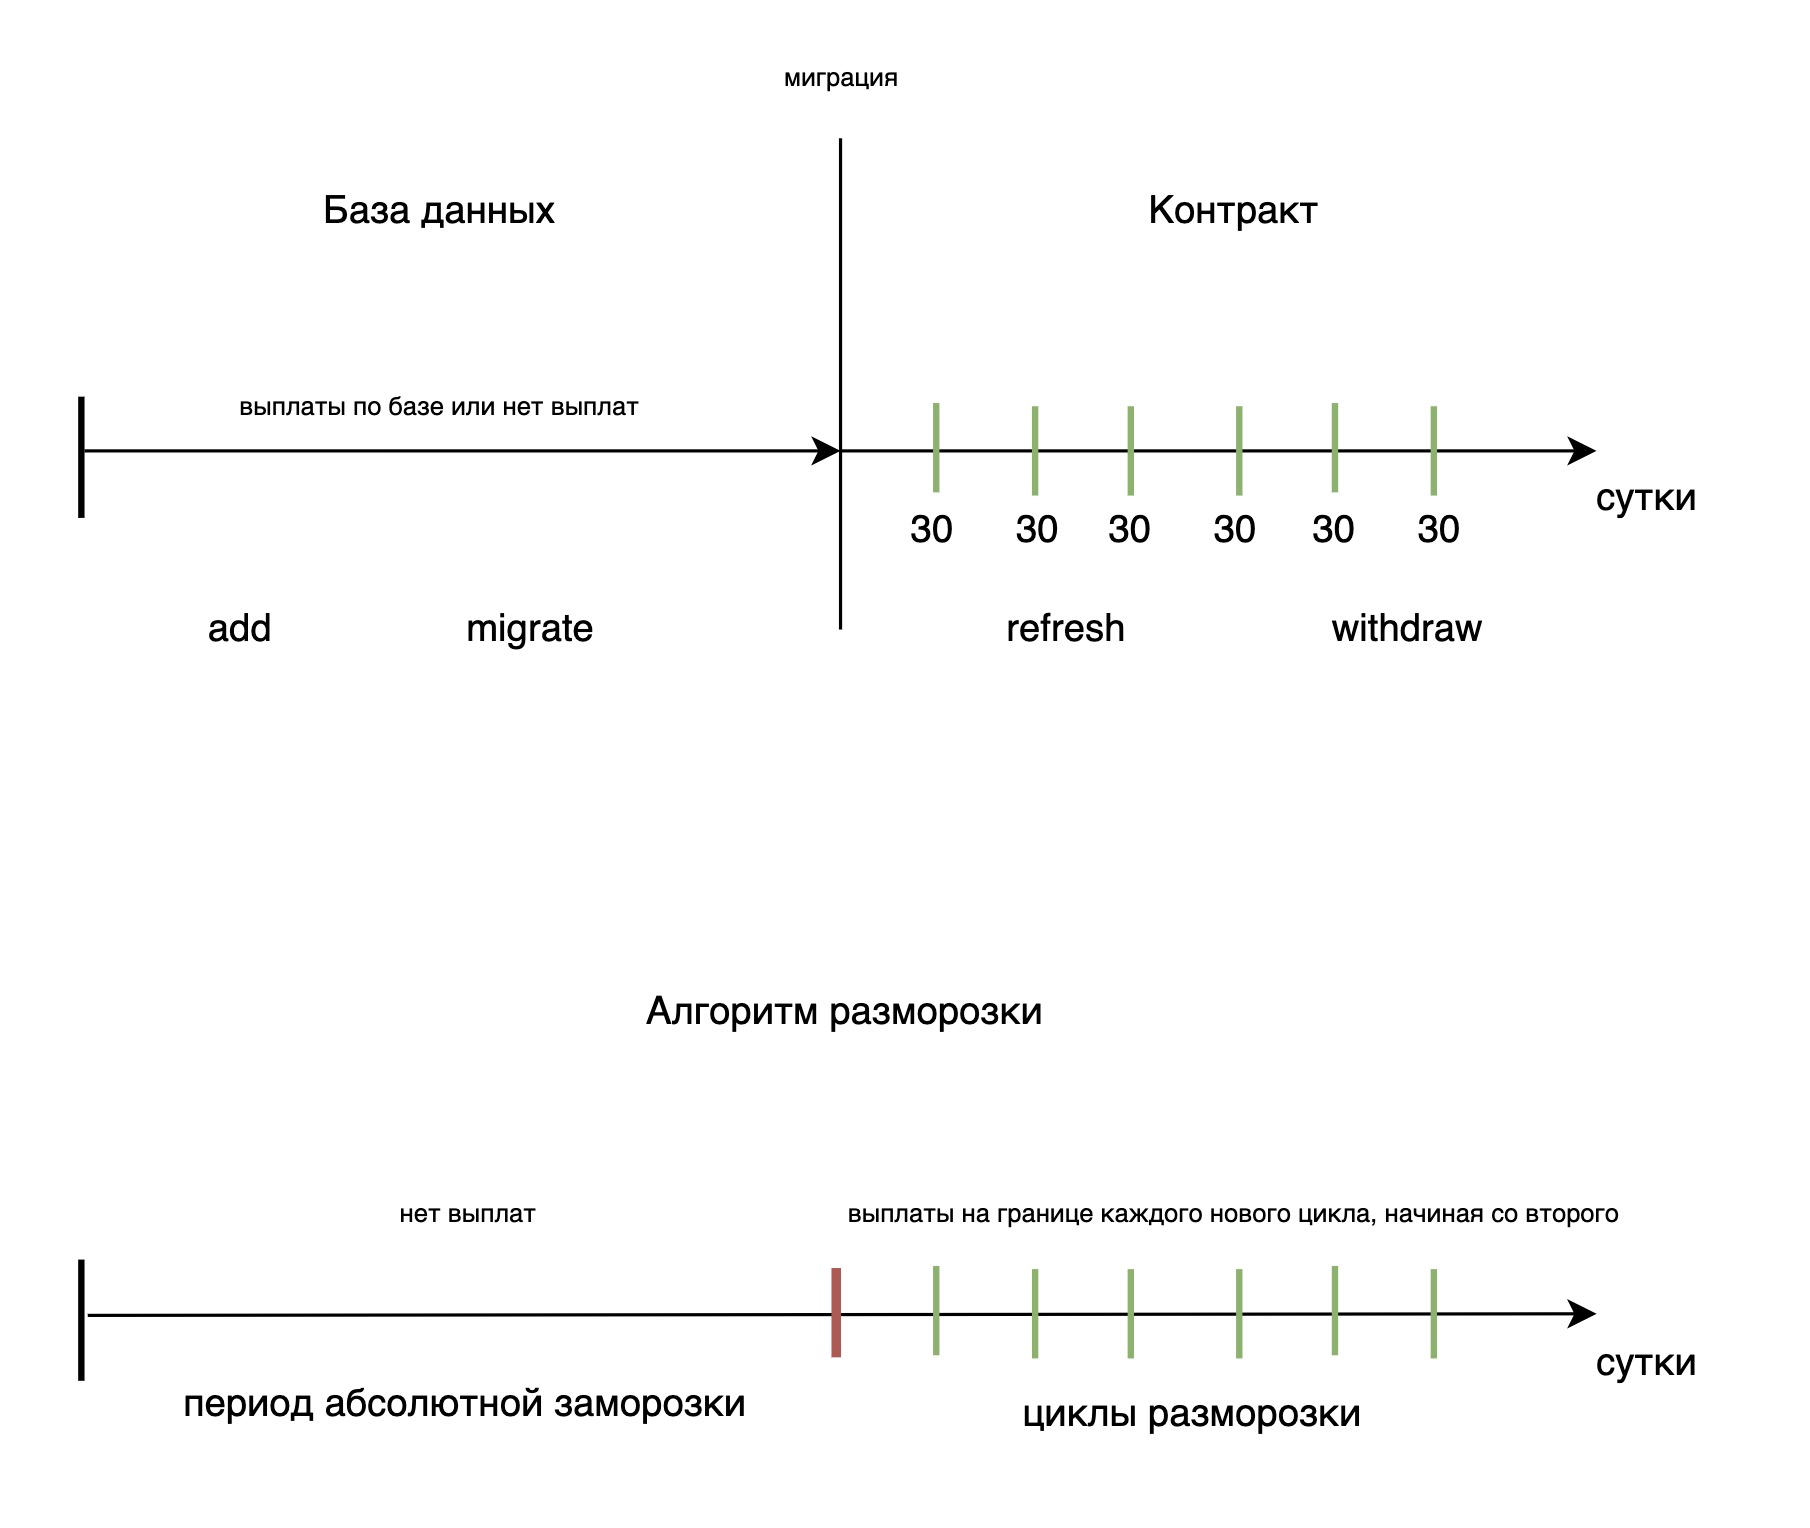 миграция
База данных
Контракт
выплаты по базе или нет выплат
сутки
30 30 30 30 30 30
add migrate refresh withdraw
Алгоритм разморозки
нет выплат
выплаты на границе каждого нового цикла, начиная со второго
сутки
период абсолютной заморозки
циклы разморозки